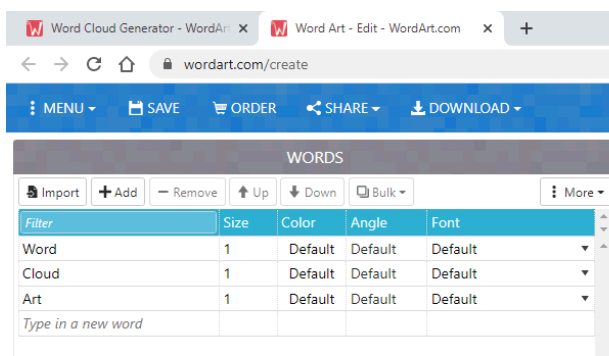 Word Cloud Generator - WordArt Word Art - Edit - WordArt.com
wordart.com/create
MENU SAVE ORDER SHARE DOWNLOAD
WORDS
Import Add Remove Up Down Bulk More
Filter Size Color Angle Font
Word 1 Default Default Default
Cloud 1 Default Default Default
Art 1 Default Default Default
Type in a new word